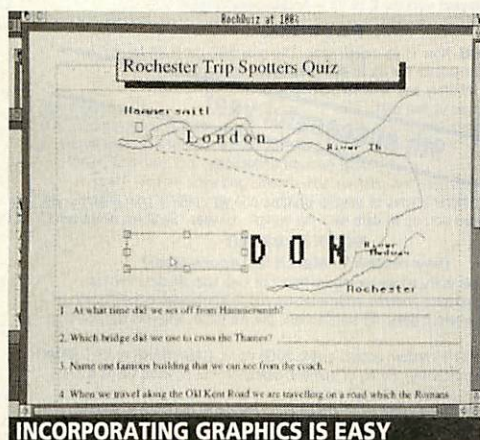 RochQuiz at 100%
Rochester Trip Spotters Quiz
Hammersmith
London
River Th
D O N
River Medway
Rochester
1. At what time did we set off from Hammersmith?
2. Which bridge did we use to cross the Thames?
3. Name one famous building that we can see from the coach.
4. When we travel along the Old Kent Road we are travelling on a road which the Romans
INCORPORATING GRAPHICS IS EASY